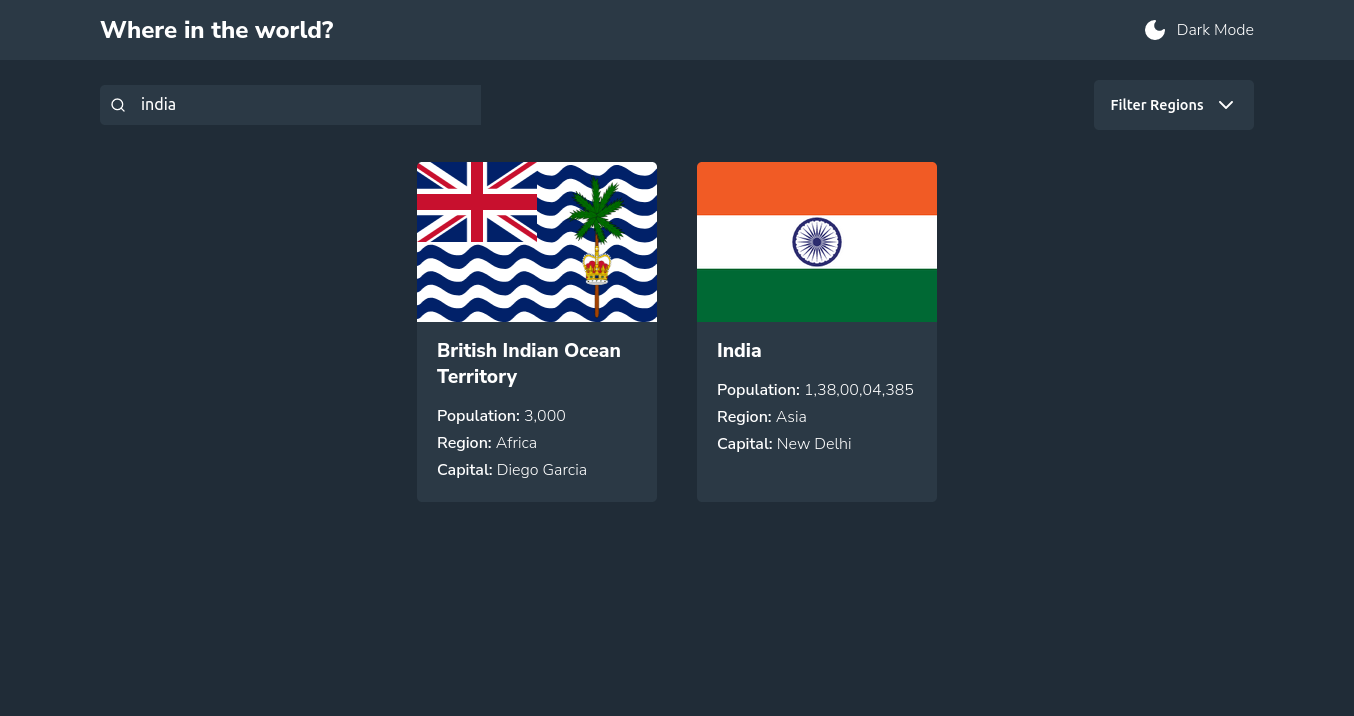 Where in the world?
Dark Mode
india
Filter Regions
British Indian Ocean
Territory
Population: 3,000
Region: Africa
Capital: Diego Garcia
India
Population: 1,38,00,04,385
Region: Asia
Capital: New Delhi